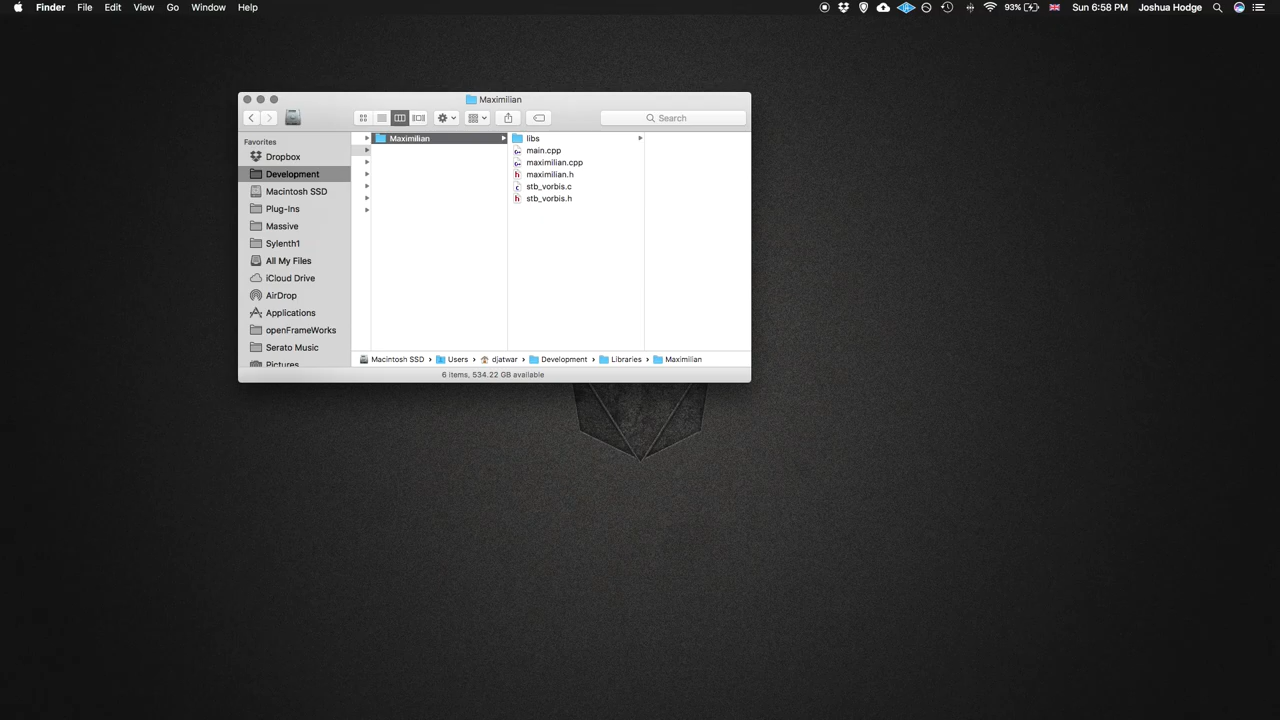 Finder File Edit View Go Window Help 93% Sun 6:58 PM Joshua Hodge
Maximilian
Search
Favorites
Dropbox
Development
Macintosh SSD
Plug-Ins
Massive
Sylenth1
All My Files
iCloud Drive
AirDrop
Applications
openFrameWorks
Serato Music
Pictures
Maximilian
libs
main.cpp
maximilian.cpp
maximilian.h
stb_vorbis.c
stb_vorbis.h
Macintosh SSD Users djatwar Development Libraries Maximilian
6 items, 534.22 GB available